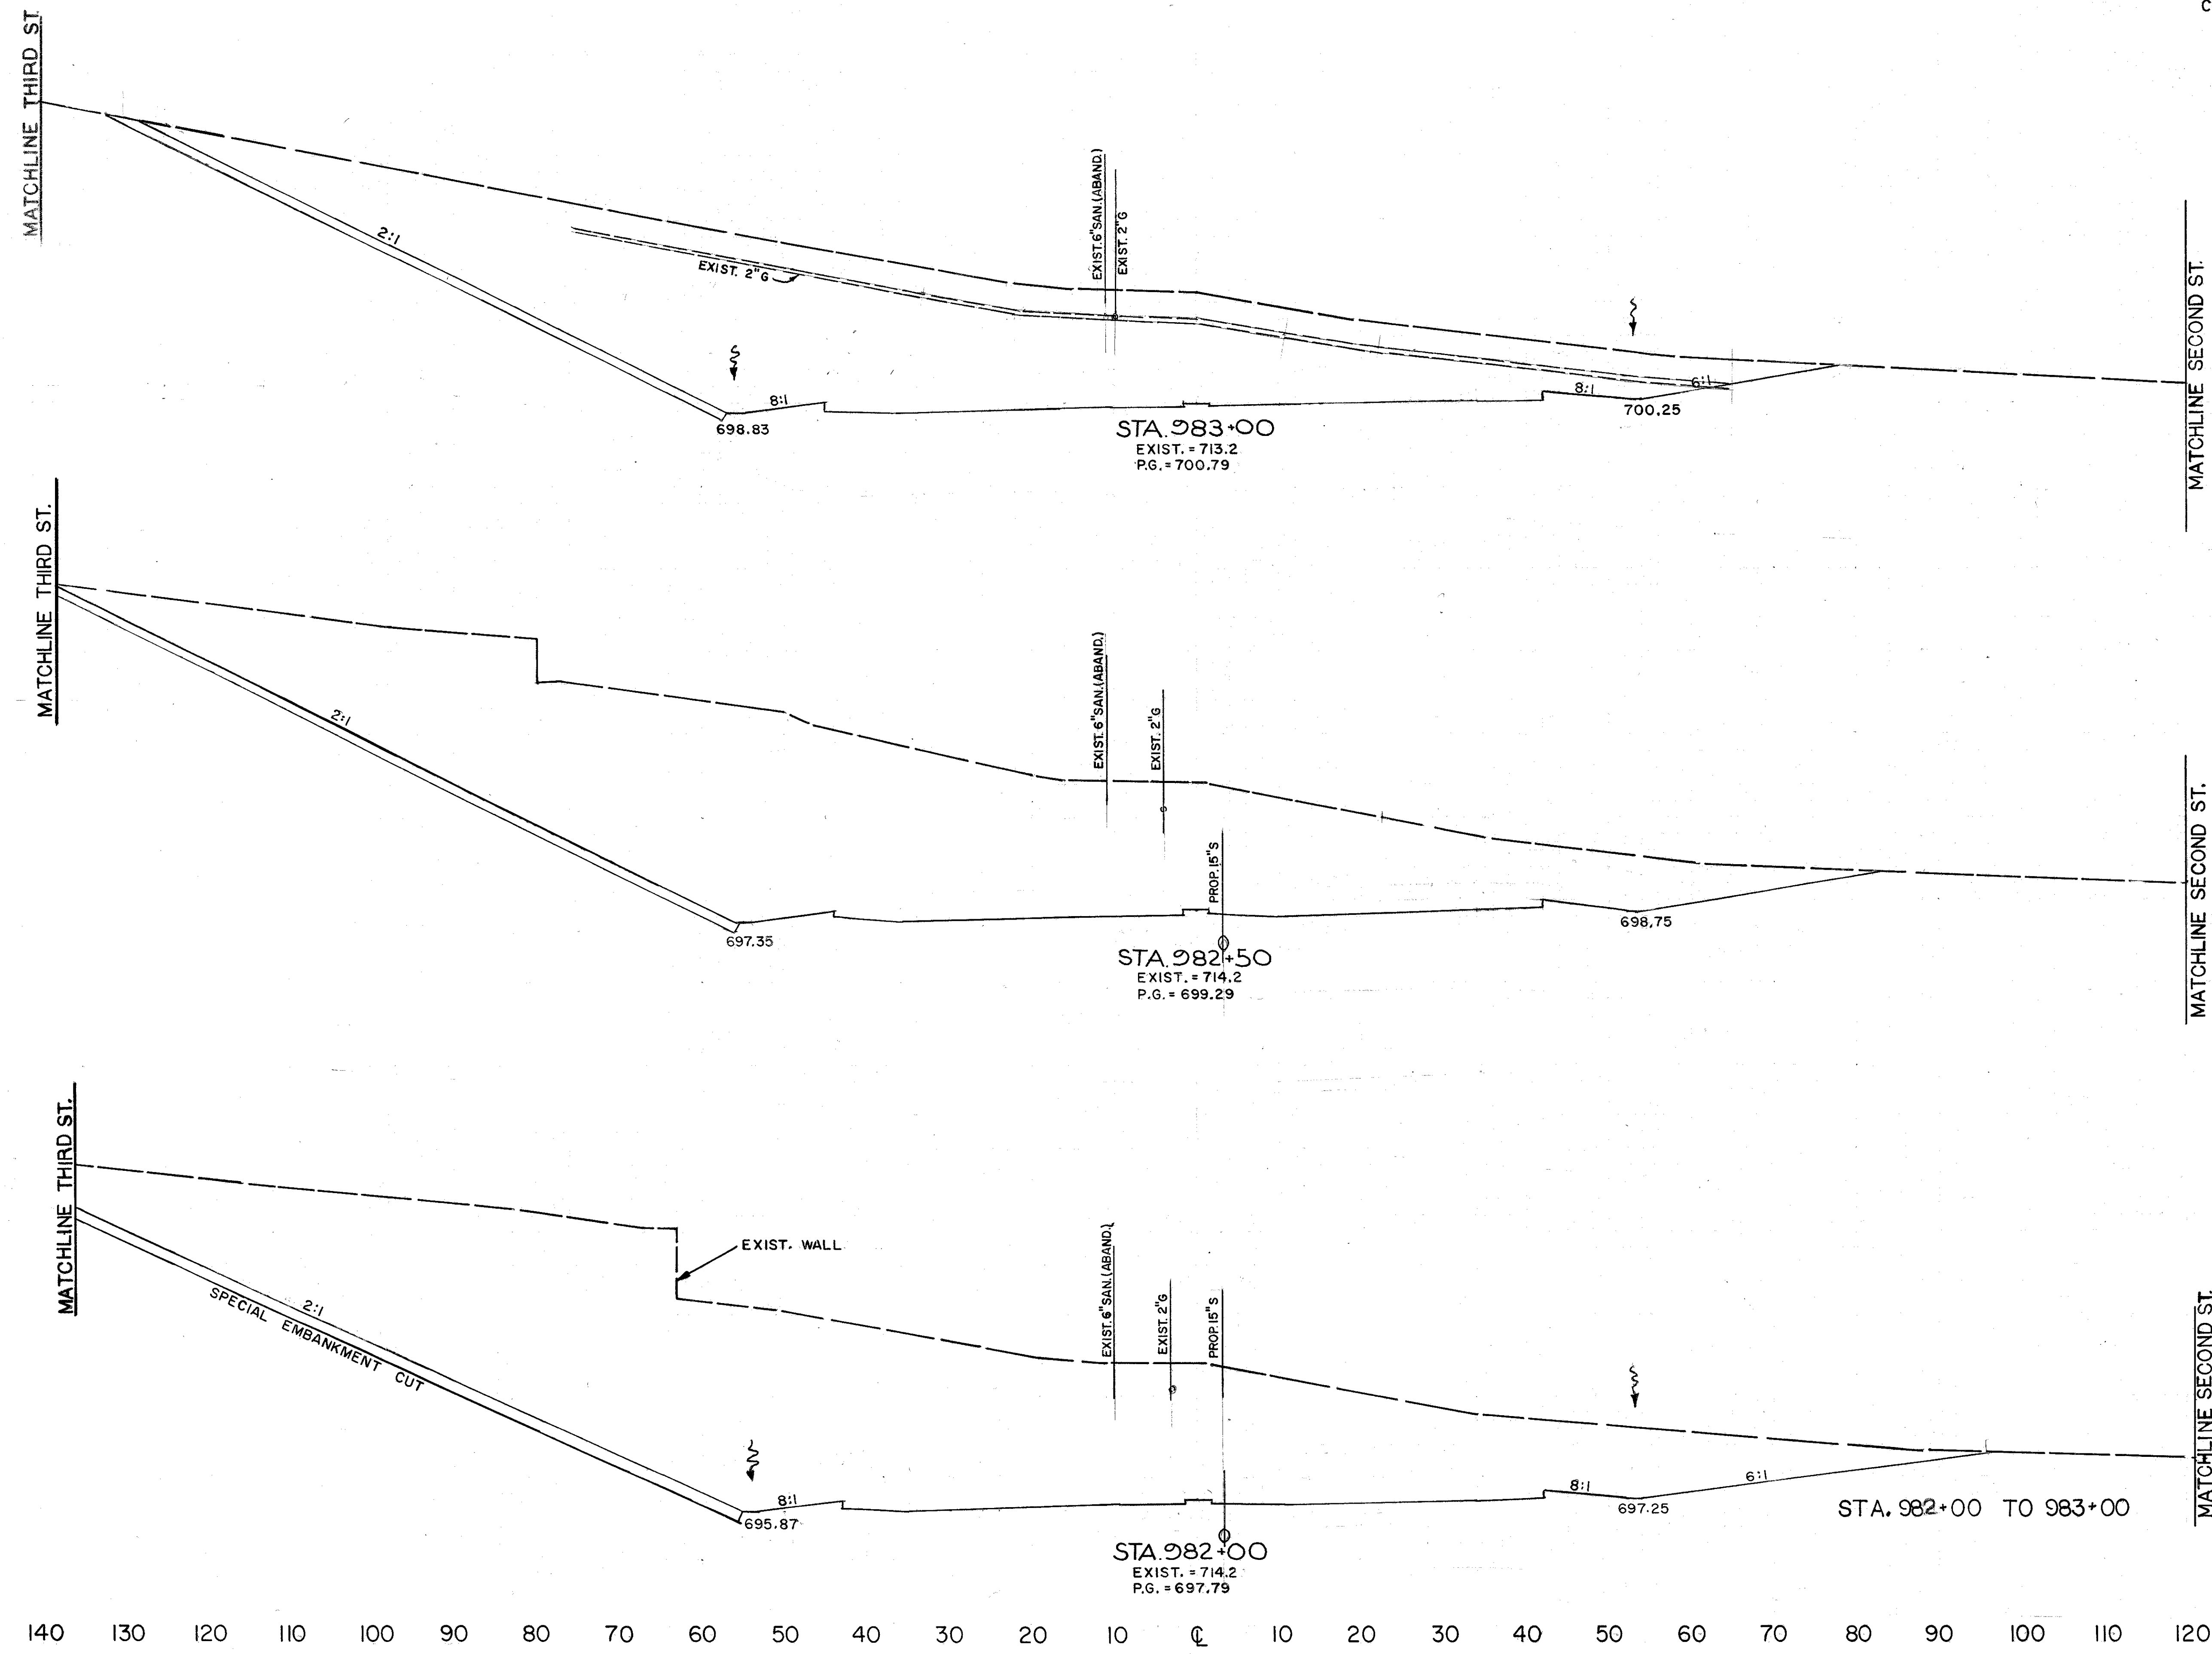 C
MATCHLINE THIRD ST.
2:1
EXIST. 2"G
EXIST.6"SAN.(ABAND.)
EXIST. 2"G
8:1
698.83
8:1
6:1
700.25
MATCHLINE SECOND ST.
STA.983+00
EXIST. = 713.2
P.G. = 700.79
MATCHLINE THIRD ST.
2:1
EXIST. 6"SAN.(ABAND.)
EXIST. 2"G
PROP. 15"S
697.35
698.75
MATCHLINE SECOND ST.
STA.982+50
EXIST. = 714.2
P.G. = 699.29
MATCHLINE THIRD ST.
EXIST. WALL
2:1
SPECIAL EMBANKMENT CUT
EXIST. 6"SAN.(ABAND.)
EXIST. 2"G
PROP.15"S
8:1
695.87
8:1
6:1
697.25
MATCHLINE SECOND ST.
STA. 982+00 TO 983+00
STA.982+00
EXIST. = 714.2
P.G. = 697.79
140 130 120 110 100 90 80 70 60 50 40 30 20 10 ℄ 10 20 30 40 50 60 70 80 90 100 110 120